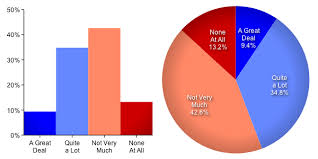 50%
40%
30%
20%
10%
0%
A Great
Deal
Quite
a Lot
Not Very
Much
None
At All
None
At All
13.2%
A Great
Deal
9.4%
Quite
a Lot
34.8%
Not Very
Much
42.6%